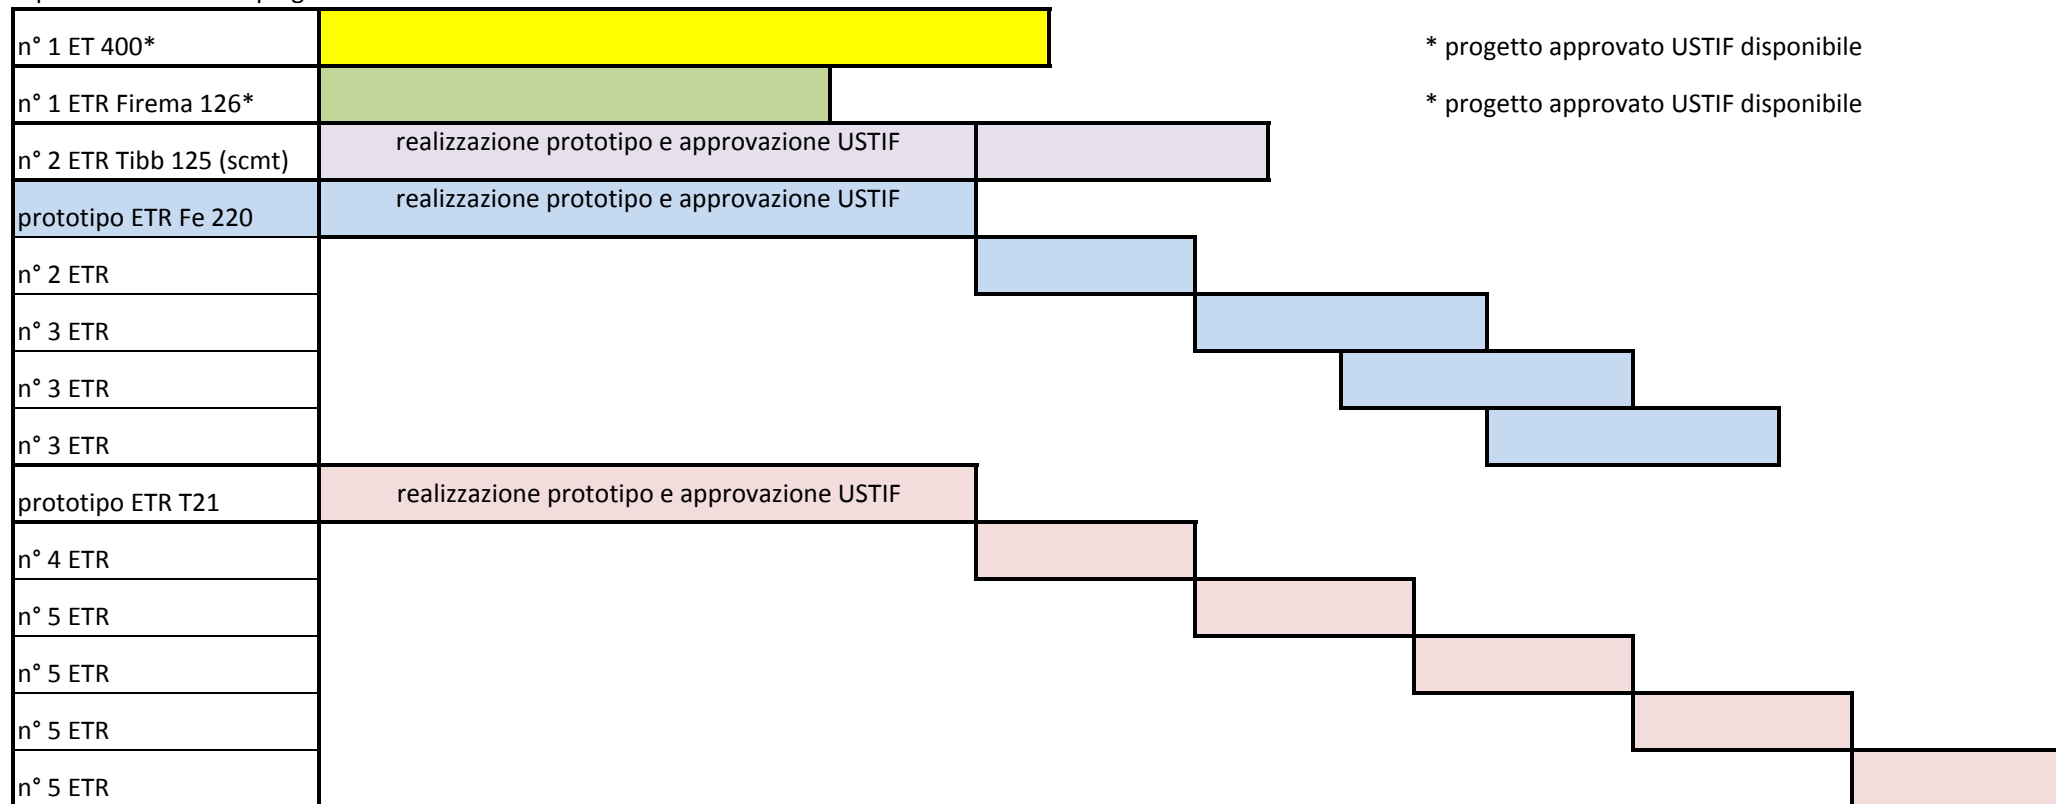 n° 1 ET 400*
* progetto approvato USTIF disponibile
n° 1 ETR Firema 126*
* progetto approvato USTIF disponibile
n° 2 ETR Tibb 125 (scmt)
realizzazione prototipo e approvazione USTIF
prototipo ETR Fe 220
realizzazione prototipo e approvazione USTIF
n° 2 ETR
n° 3 ETR
n° 3 ETR
n° 3 ETR
prototipo ETR T21
realizzazione prototipo e approvazione USTIF
n° 4 ETR
n° 5 ETR
n° 5 ETR
n° 5 ETR
n° 5 ETR